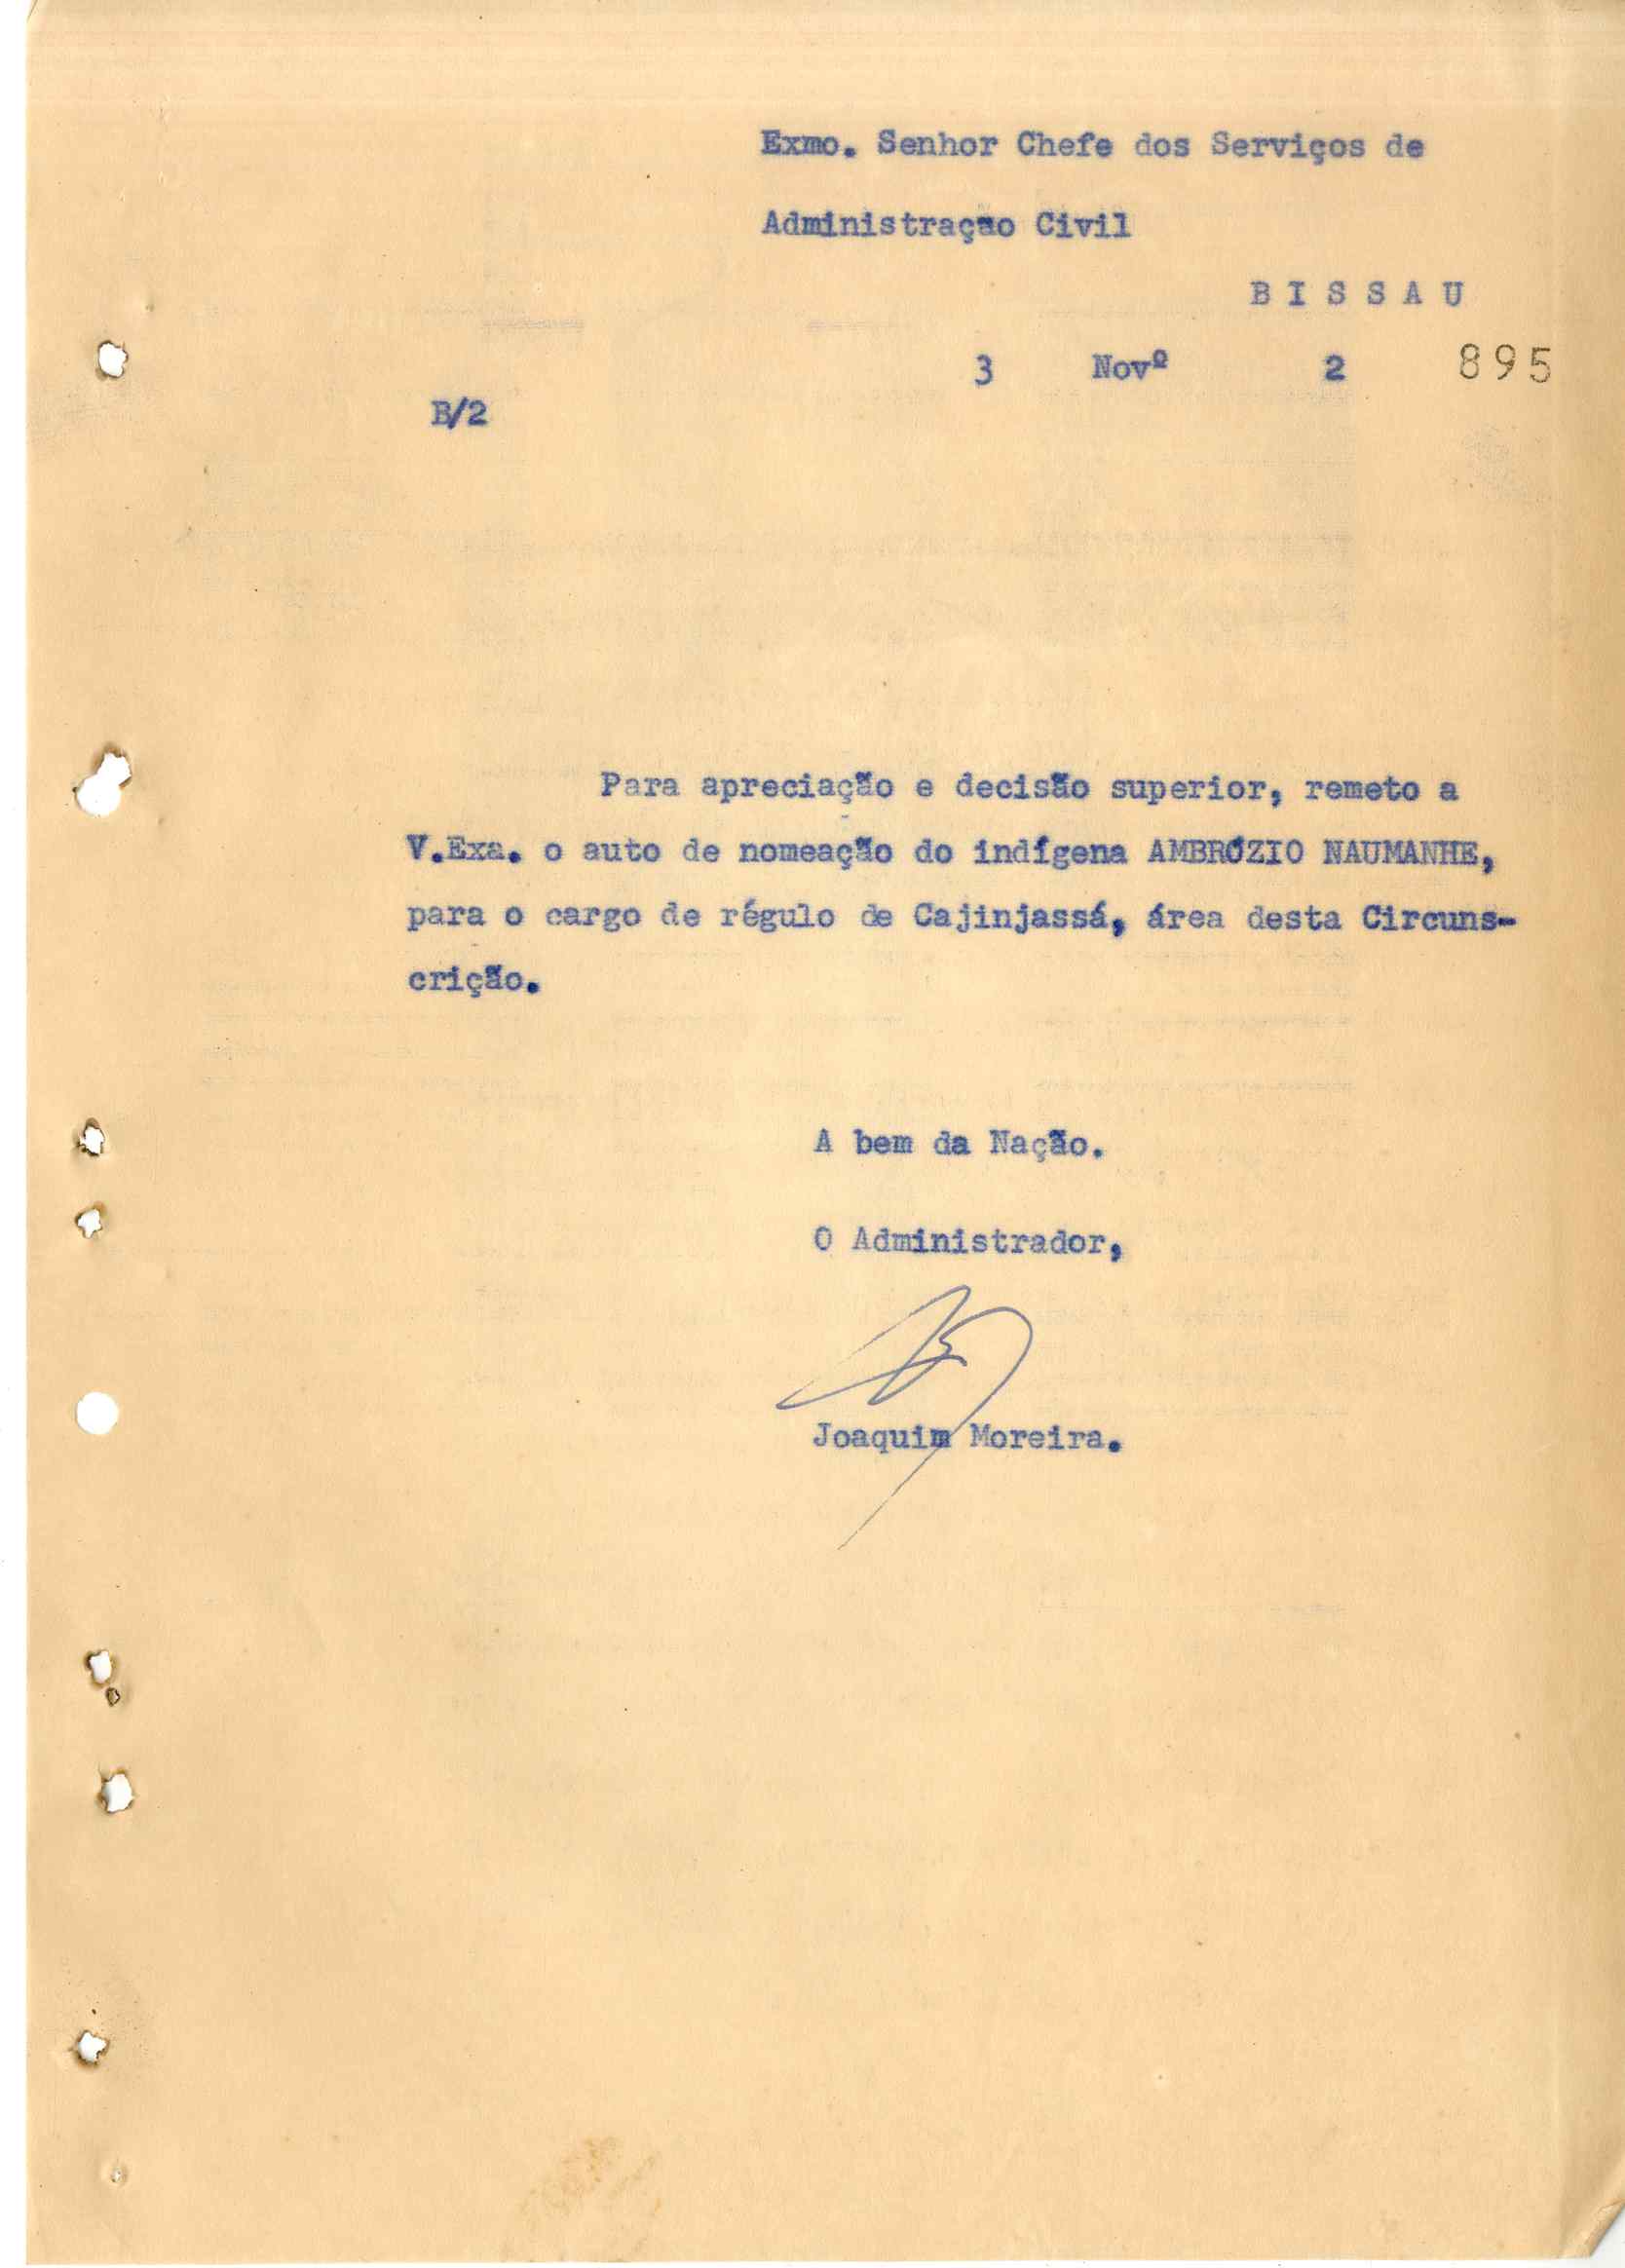 Exmo. Senhor Chefe dos Serviços de
Administração Civil
B I S S A U
3 Novº 2 895
B/2
Para apreciação e decisão superior, remeto a
V.Exa. o auto de nomeação do indígena AMBRÓZIO NAUMANHE,
para o cargo de régulo de Cajinjassá, área desta Circuns-
crição.
A bem da Nação.
O Administrador,
Joaquim Moreira.